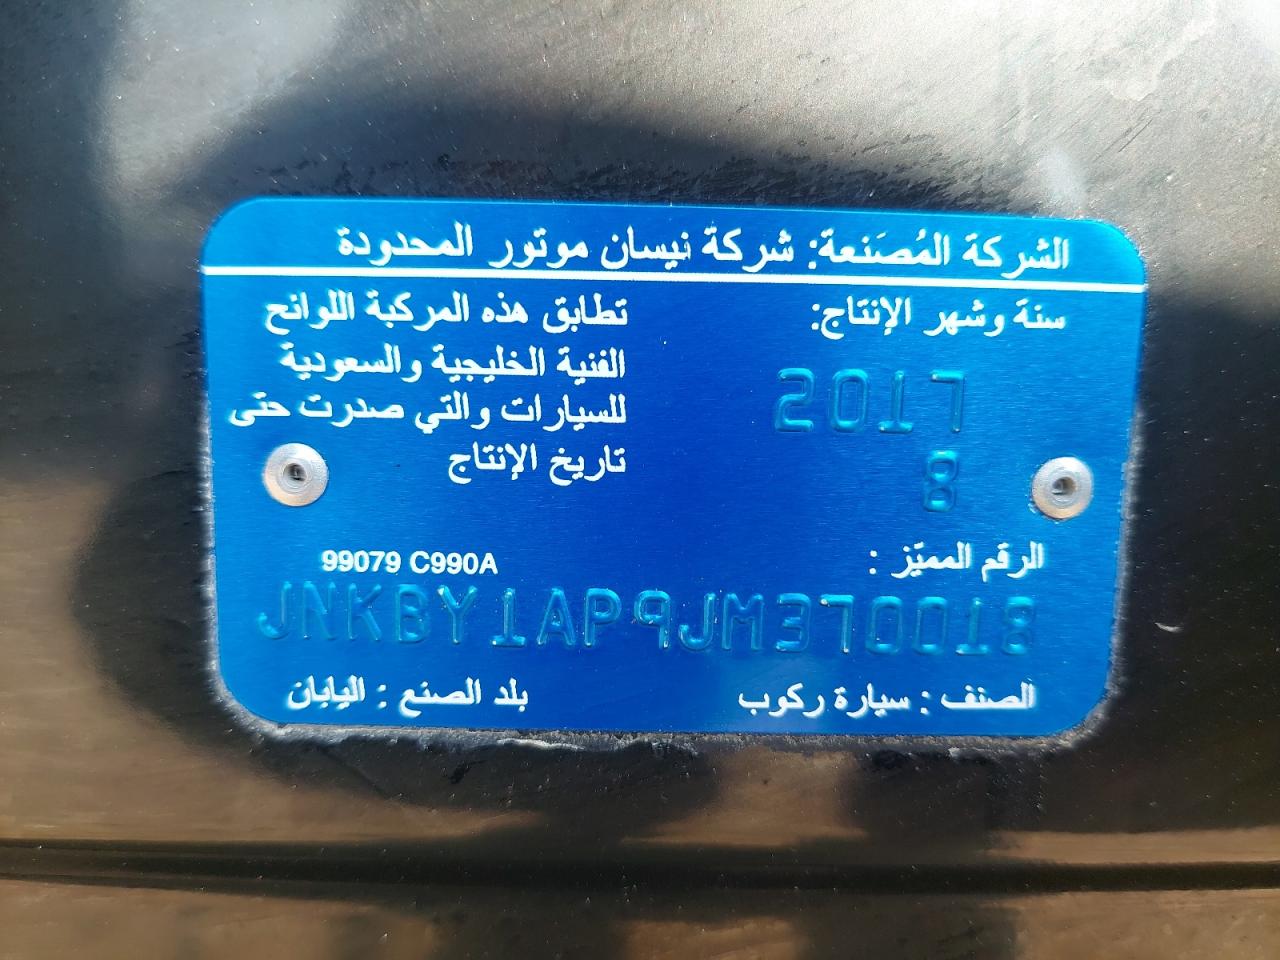 الشركة المُصَنعة: شركة نيسان موتور المحدودة
سنة وشهر الإنتاج:
2017
8
تطابق هذه المركبة اللوائح
الفنية الخليجية والسعودية
للسيارات والتي صدرت حتى
تاريخ الإنتاج
الرقم المميّز :
99079 C990A
JNKBY1AP9JM370018
الصنف : سيارة ركوب
بلد الصنع : اليابان